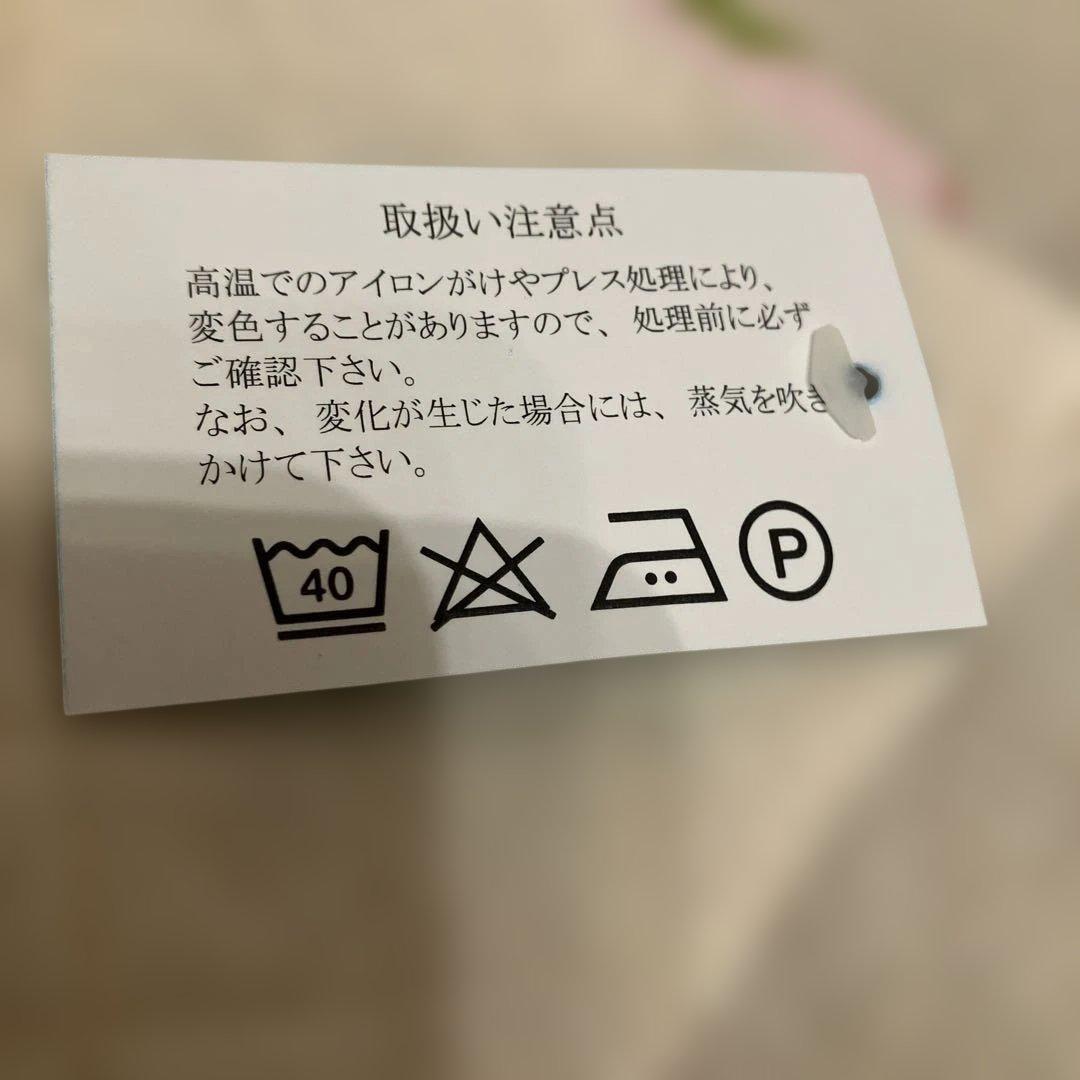 取扱い注意点
高温でのアイロンがけやプレス処理により、
変色することがありますので、処理前に必ず
ご確認下さい。
なお、変化が生じた場合には、蒸気を吹き
かけて下さい。
40
P